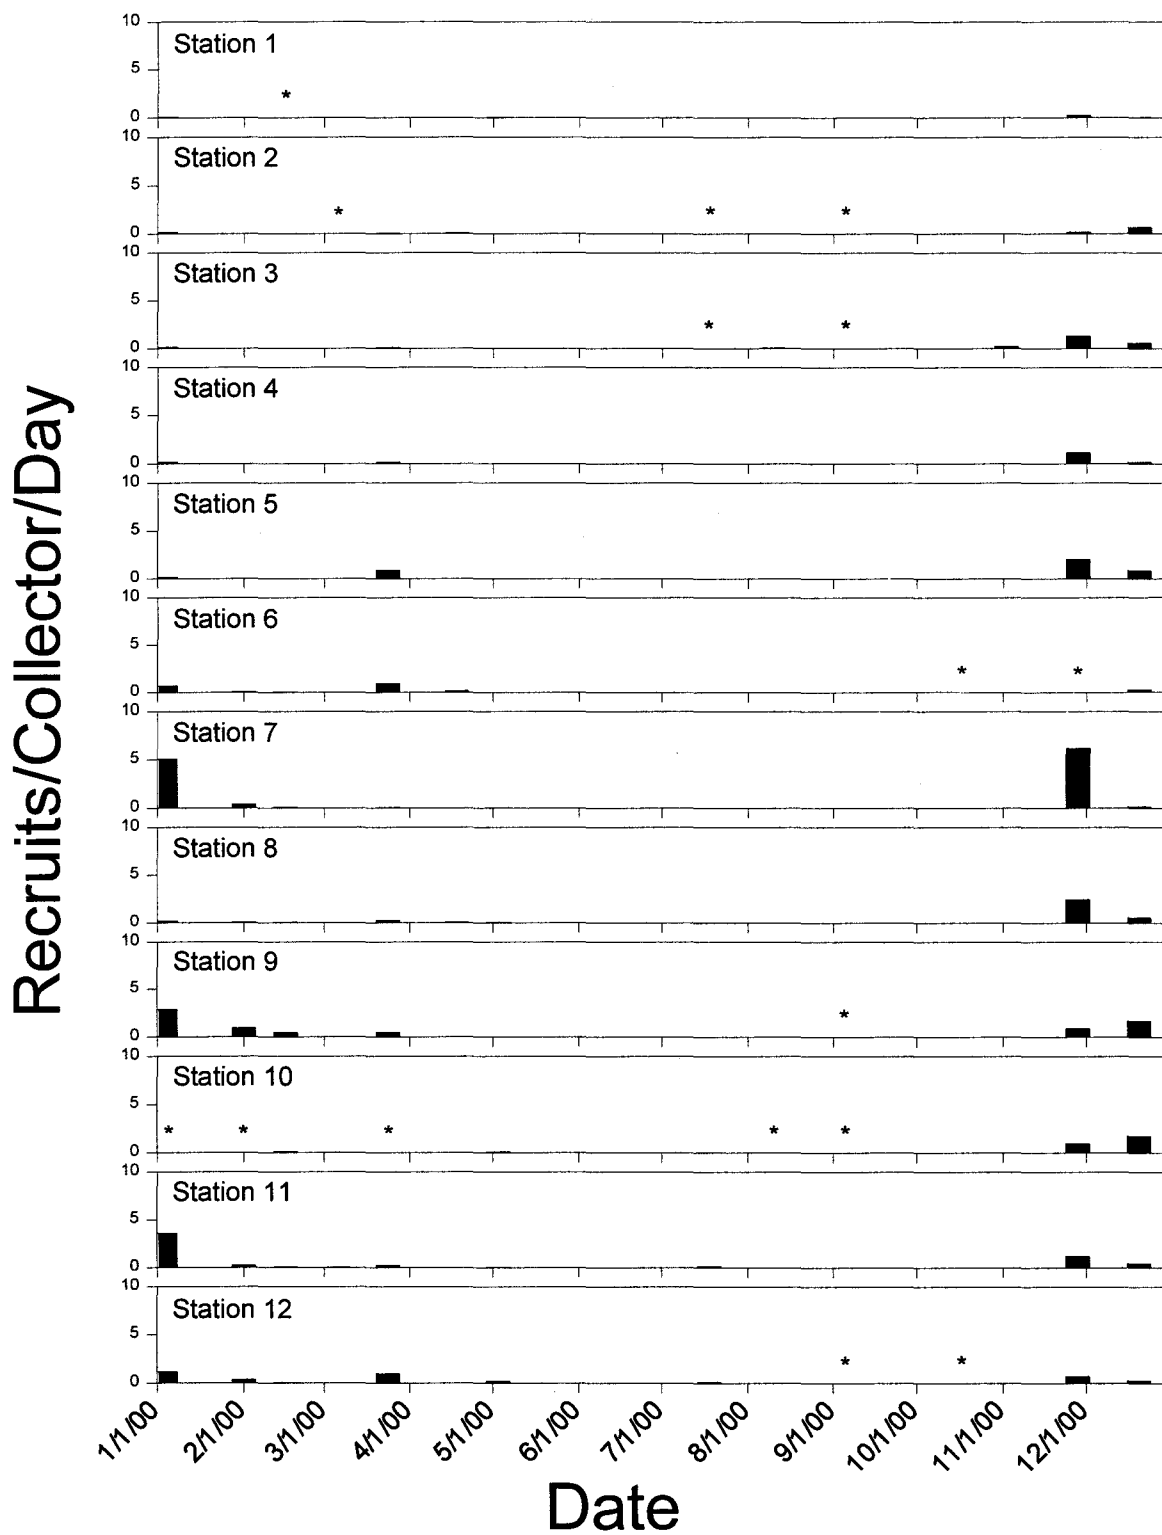 Recruits/Collector/Day
10
Station 1
5
*
0
10
Station 2
5
* * *
0
10
Station 3
5
* *
0
10
Station 4
5
0
10
Station 5
5
0
10
Station 6
5
* *
0
10
Station 7
5
0
10
Station 8
5
0
10
Station 9
5
*
0
10
Station 10
5
* * * * *
0
10
Station 11
5
0
10
Station 12
5
* *
0
1/1/00 2/1/00 3/1/00 4/1/00 5/1/00 6/1/00 7/1/00 8/1/00 9/1/00 10/1/00 11/1/00 12/1/00
Date